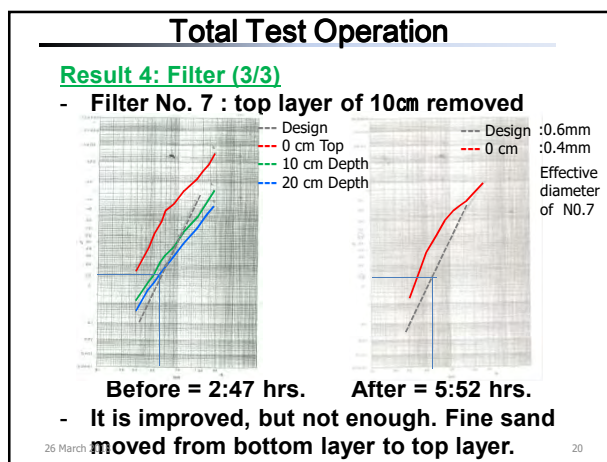 Total Test Operation
Result 4: Filter (3/3)
- Filter No. 7 : top layer of 10㎝ removed
Design
0 cm Top
10 cm Depth
20 cm Depth
Design :0.6mm
0 cm :0.4mm
Effective
diameter
of N0.7
Before = 2:47 hrs. After = 5:52 hrs.
- It is improved, but not enough. Fine sand
moved from bottom layer to top layer.
26 March
20